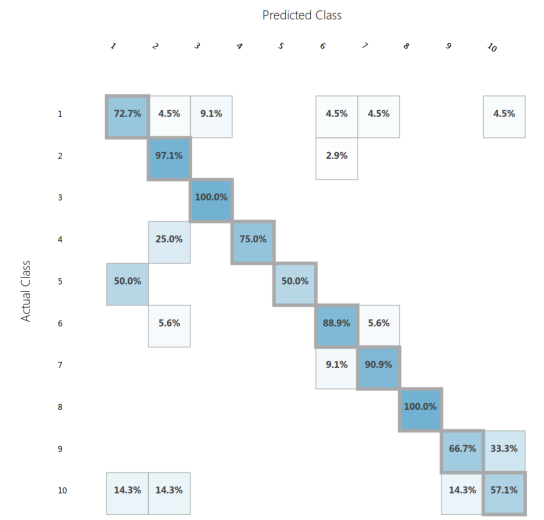 Predicted Class
1 2 3 4 5 6 7 8 9 10
1 72.7% 4.5% 9.1% 4.5% 4.5% 4.5%
2 97.1% 2.9%
3 100.0%
4 25.0% 75.0%
5 50.0% 50.0%
6 5.6% 88.9% 5.6%
7 9.1% 90.9%
8 100.0%
9 66.7% 33.3%
10 14.3% 14.3% 14.3% 57.1%
Actual Class